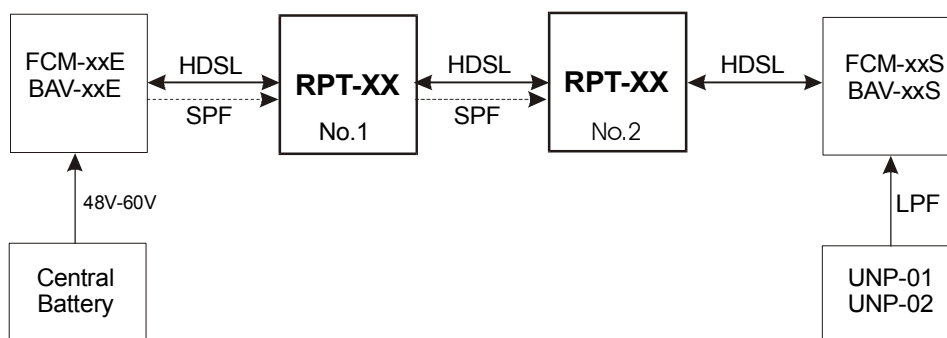 FCM-xxE
BAV-xxE
HDSL
SPF
RPT-XX
No.1
HDSL
SPF
RPT-XX
No.2
HDSL
FCM-xxS
BAV-xxS
48V-60V
LPF
Central
Battery
UNP-01
UNP-02